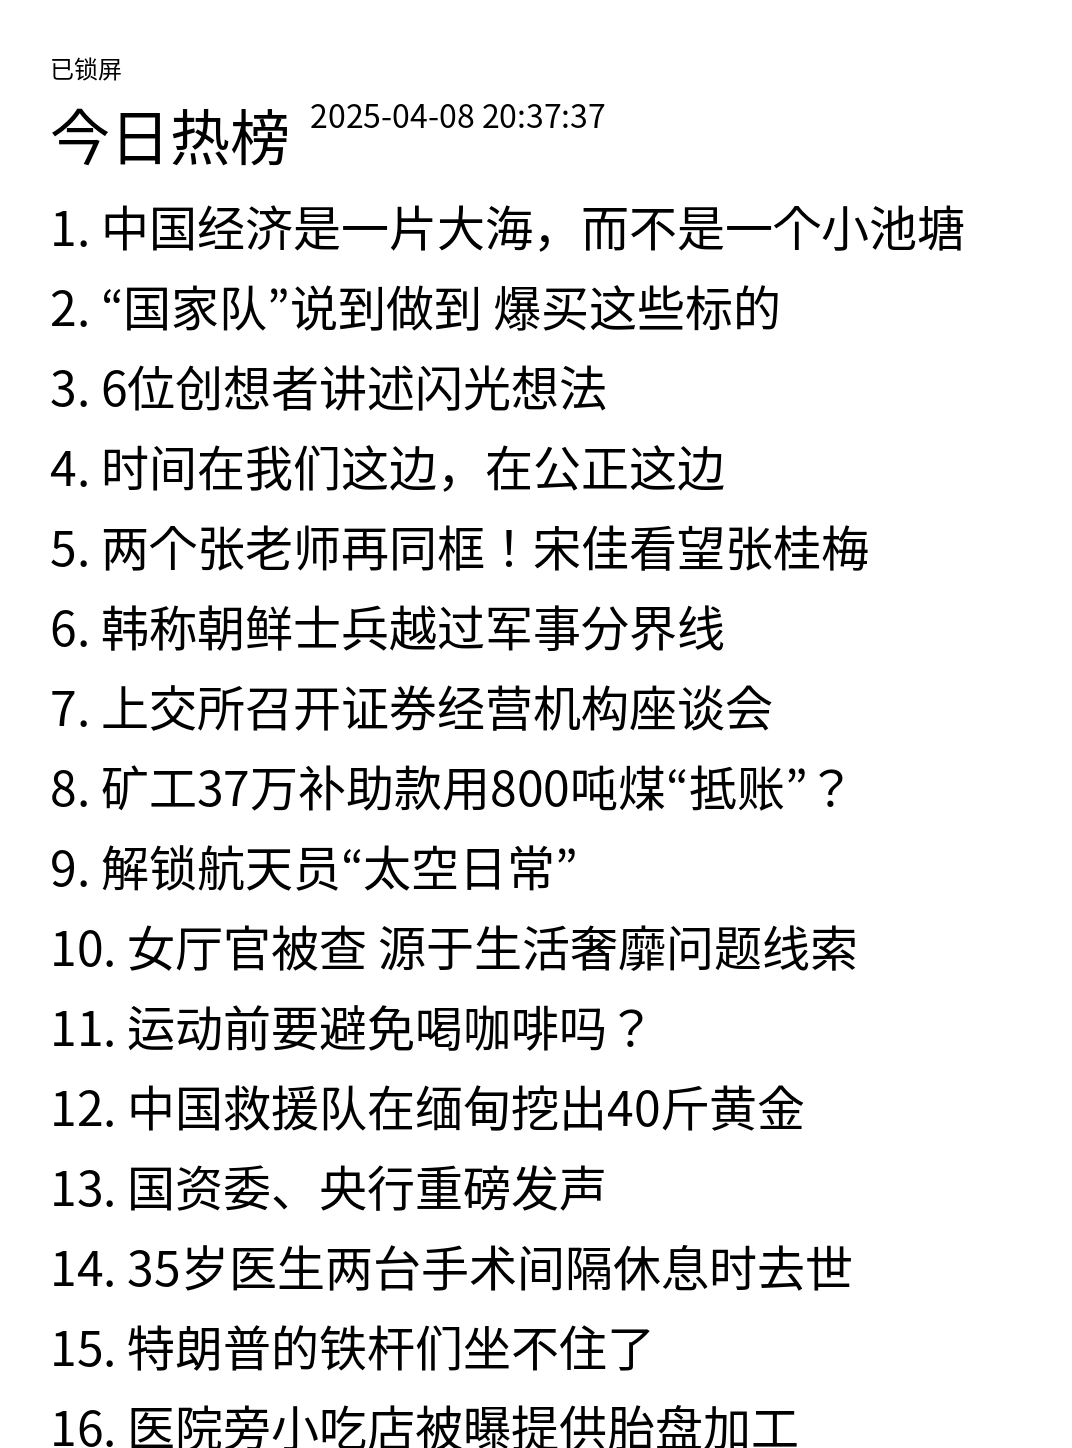 已锁屏
今日热榜 2025-04-08 20:37:37
1. 中国经济是一片大海，而不是一个小池塘
2. “国家队”说到做到 爆买这些标的
3. 6位创想者讲述闪光想法
4. 时间在我们这边，在公正这边
5. 两个张老师再同框！宋佳看望张桂梅
6. 韩称朝鲜士兵越过军事分界线
7. 上交所召开证券经营机构座谈会
8. 矿工37万补助款用800吨煤“抵账”？
9. 解锁航天员“太空日常”
10. 女厅官被查 源于生活奢靡问题线索
11. 运动前要避免喝咖啡吗？
12. 中国救援队在缅甸挖出40斤黄金
13. 国资委、央行重磅发声
14. 35岁医生两台手术间隔休息时去世
15. 特朗普的铁杆们坐不住了
16. 医院旁小吃店被曝提供胎盘加工